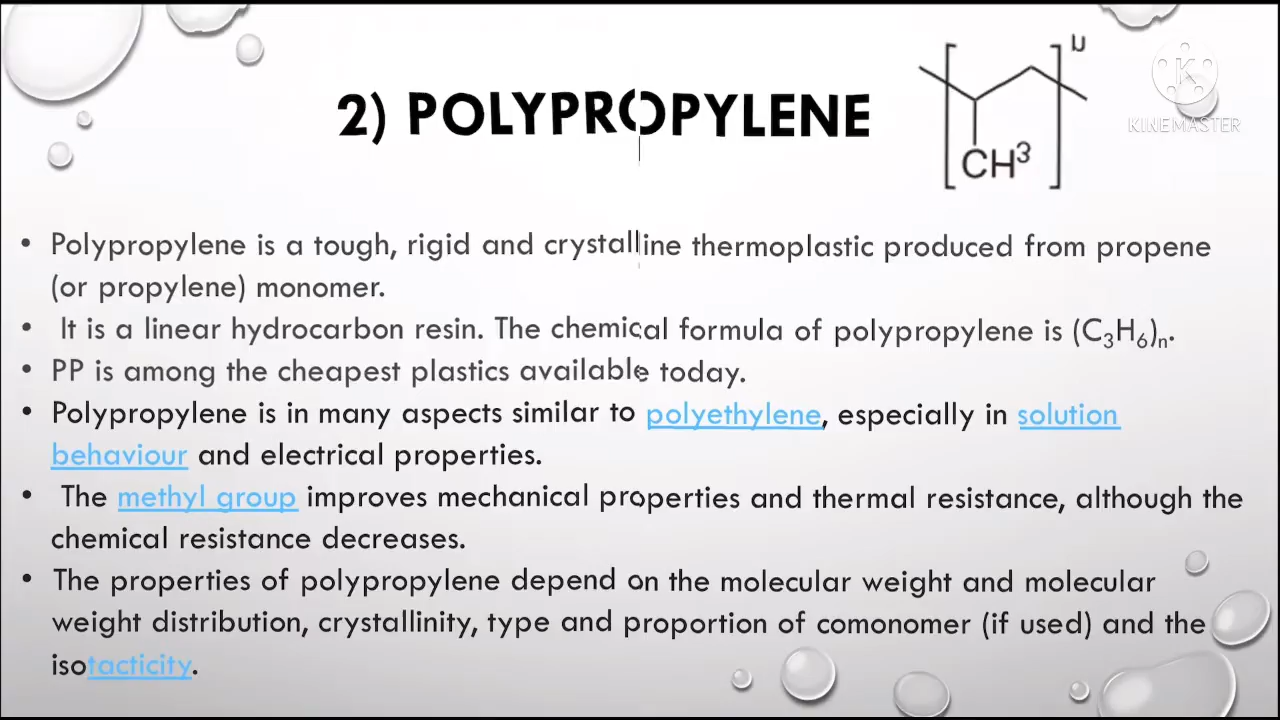 2) POLYPROPYLENE
n
CH3
K
KINEMASTER
• Polypropylene is a tough, rigid and crystalline thermoplastic produced from propene
(or propylene) monomer.
• It is a linear hydrocarbon resin. The chemical formula of polypropylene is (C3H6)n.
• PP is among the cheapest plastics available today.
• Polypropylene is in many aspects similar to polyethylene, especially in solution
behaviour and electrical properties.
• The methyl group improves mechanical properties and thermal resistance, although the
chemical resistance decreases.
• The properties of polypropylene depend on the molecular weight and molecular
weight distribution, crystallinity, type and proportion of comonomer (if used) and the
isotacticity.